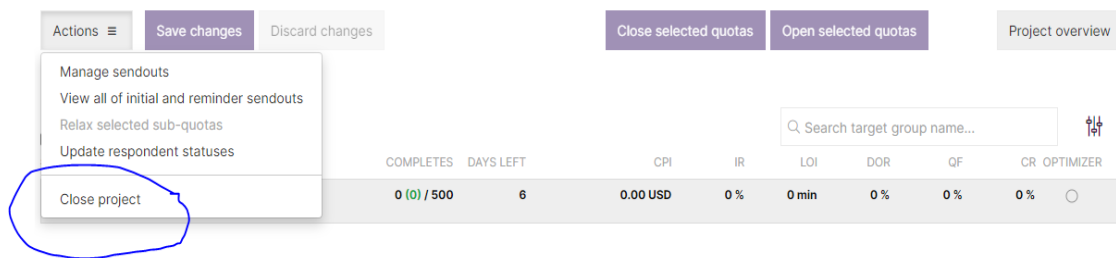 Actions ≡ Save changes Discard changes Close selected quotas Open selected quotas Project overview
Manage sendouts
View all of initial and reminder sendouts
Relax selected sub-quotas
Update respondent statuses
Close project
Search target group name...
COMPLETES DAYS LEFT CPI IR LOI DOR QF CR OPTIMIZER
0 (0) / 500 6 0.00 USD 0 % 0 min 0 % 0 % 0 %